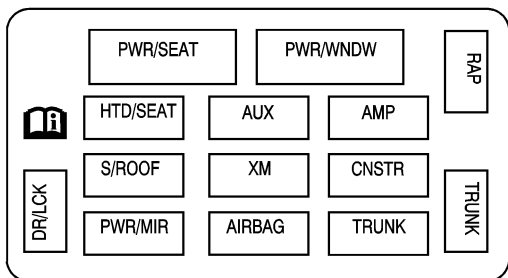 PWR/SEAT
PWR/WNDW
RAP
HTD/SEAT
AUX
AMP
S/ROOF
XM
CNSTR
DR/LCK
TRUNK
PWR/MIR
AIRBAG
TRUNK